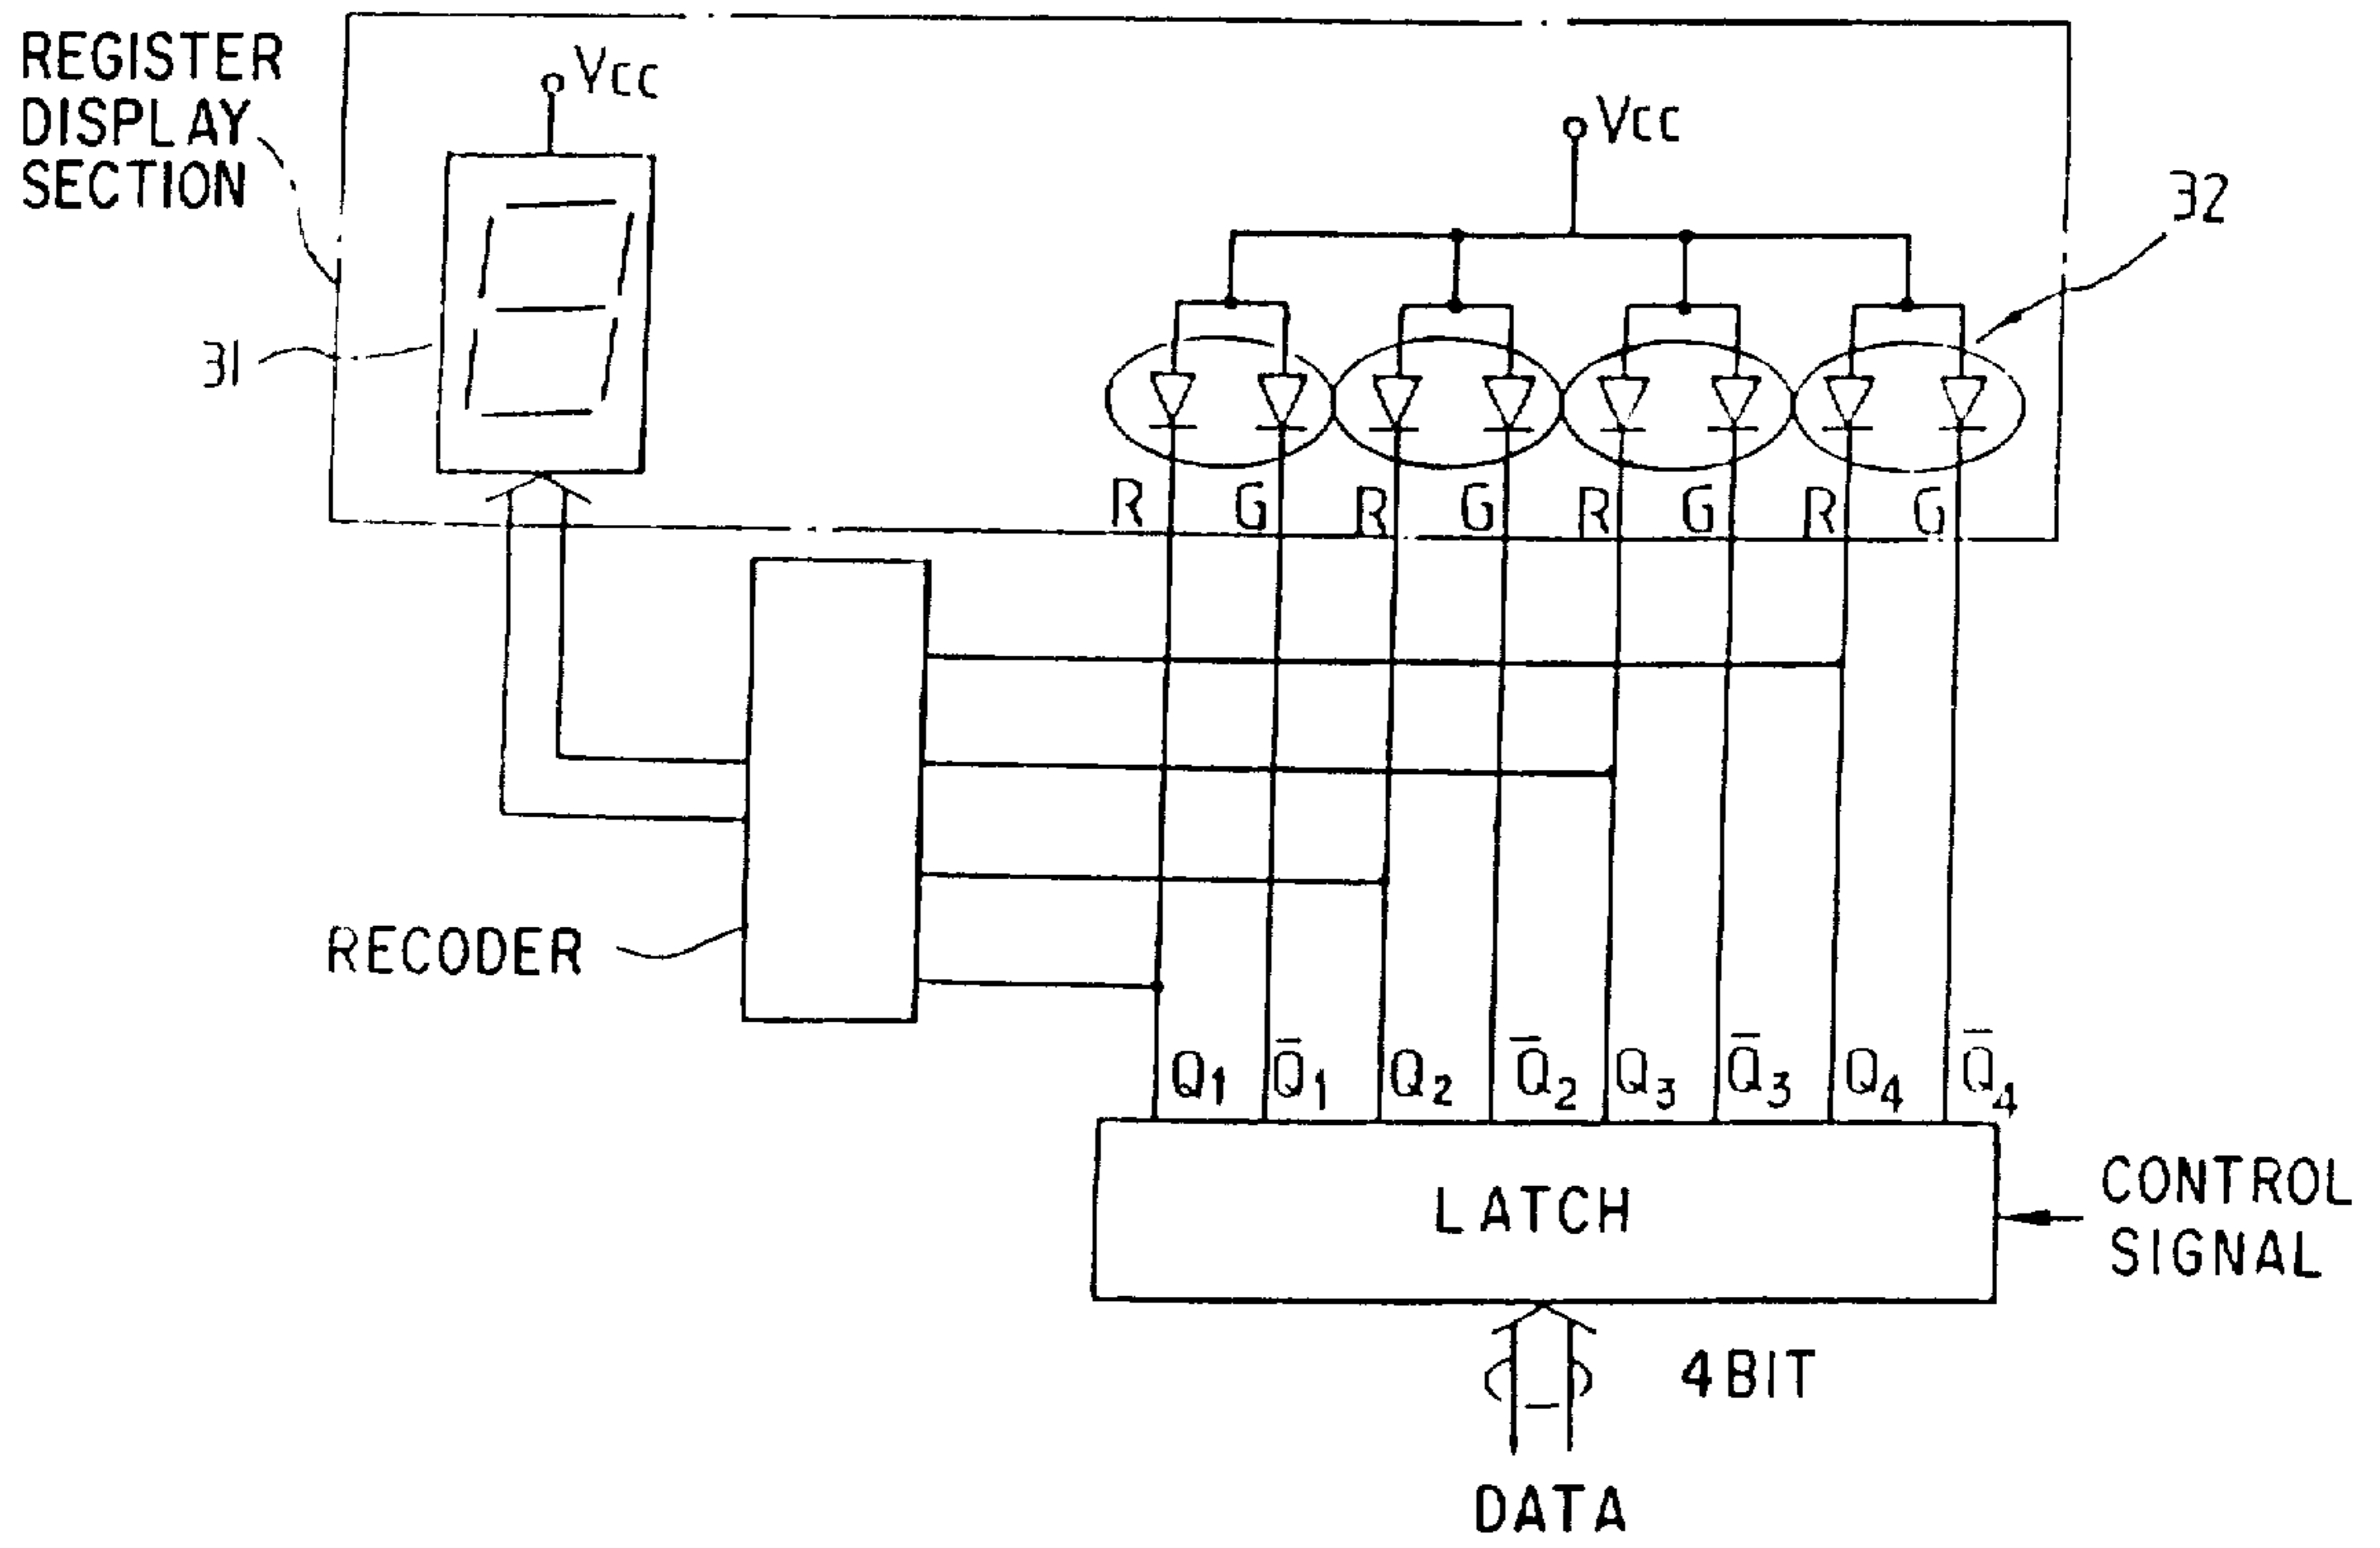 REGISTER
DISPLAY
SECTION
Vcc
Vcc
32
31
R G R G R G R G
RECODER
Q1 Q̅1 Q2 Q̅2 Q3 Q̅3 Q4 Q̅4
LATCH
CONTROL
SIGNAL
4BIT
DATA